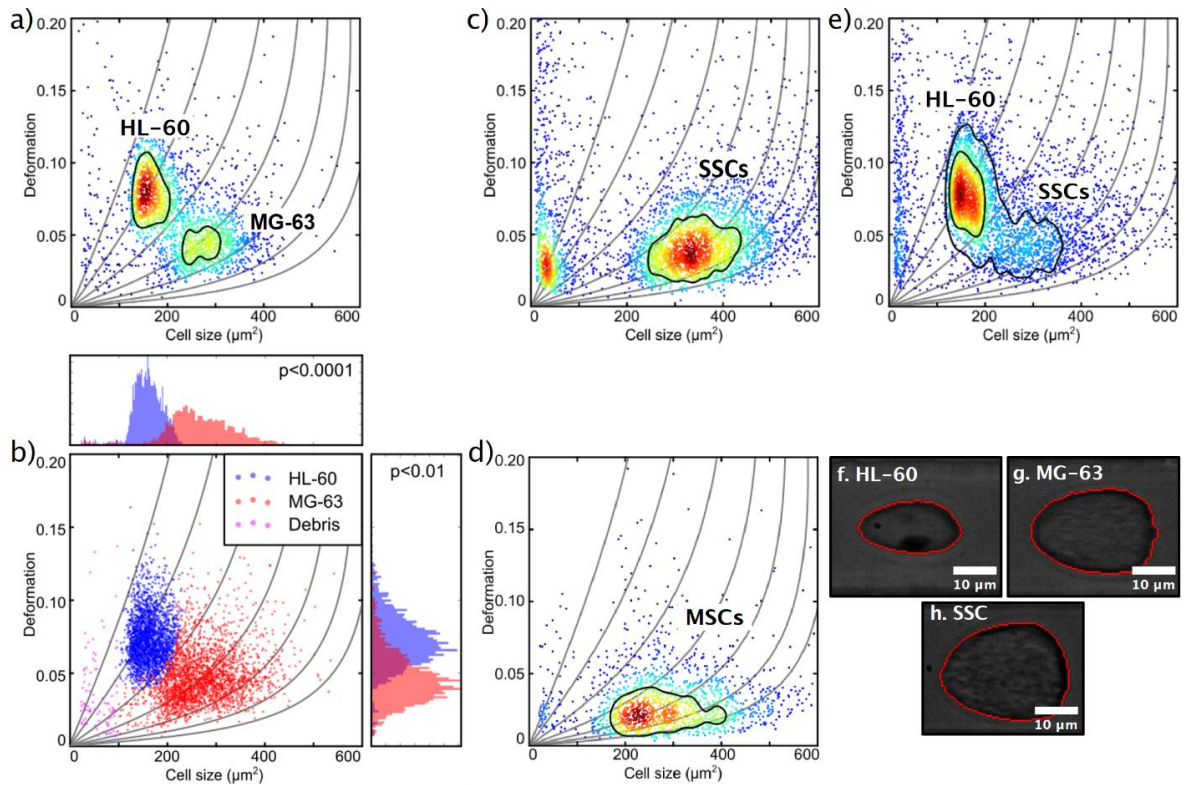 a)
0.20
0.15
0.10
0.05
0
Deformation
HL-60
MG-63
0 200 400 600
Cell size (µm²)
c)
0.20
0.15
0.10
0.05
0
Deformation
SSCs
0 200 400 600
Cell size (µm²)
e)
0.20
0.15
0.10
0.05
0
Deformation
HL-60
SSCs
0 200 400 600
Cell size (µm²)
p<0.0001
b)
0.20
0.15
0.10
0.05
0
Deformation
HL-60
MG-63
Debris
0 200 400 600
Cell size (µm²)
p<0.01
d)
0.20
0.15
0.10
0.05
0
Deformation
MSCs
0 200 400 600
Cell size (µm²)
f. HL-60
10 µm
g. MG-63
10 µm
h. SSC
10 µm